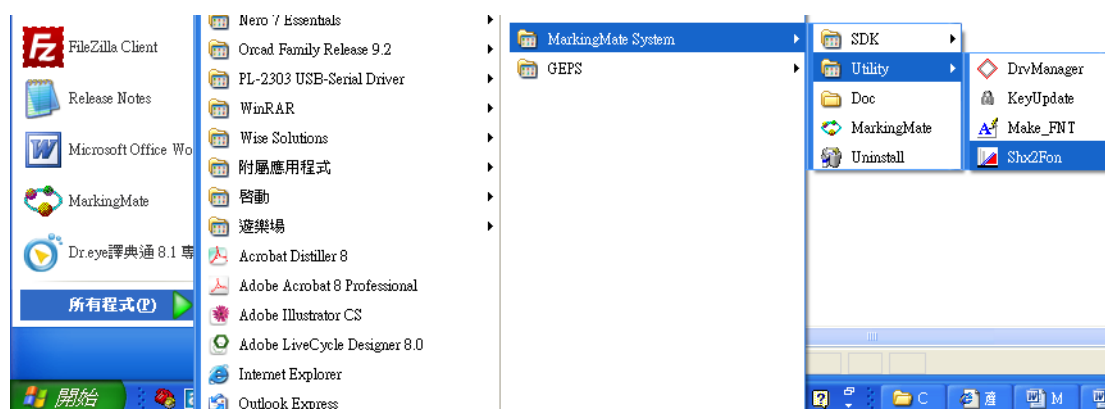 FileZilla Client
Release Notes
Microsoft Office Wo
MarkingMate
Dr.eye譯典通 8.1 專
所有程式(P)
開始
Nero 7 Essentials
Orcad Family Release 9.2
PL-2303 USB-Serial Driver
WinRAR
Wise Solutions
附屬應用程式
啓動
遊樂場
Acrobat Distiller 8
Adobe Acrobat 8 Professional
Adobe Illustrator CS
Adobe LiveCycle Designer 8.0
Internet Explorer
Outlook Express
MarkingMate System
GEPS
SDK
Utility
Doc
MarkingMate
Uninstall
DrvManager
KeyUpdate
Make_FNT
Shx2Fon
C
產
M